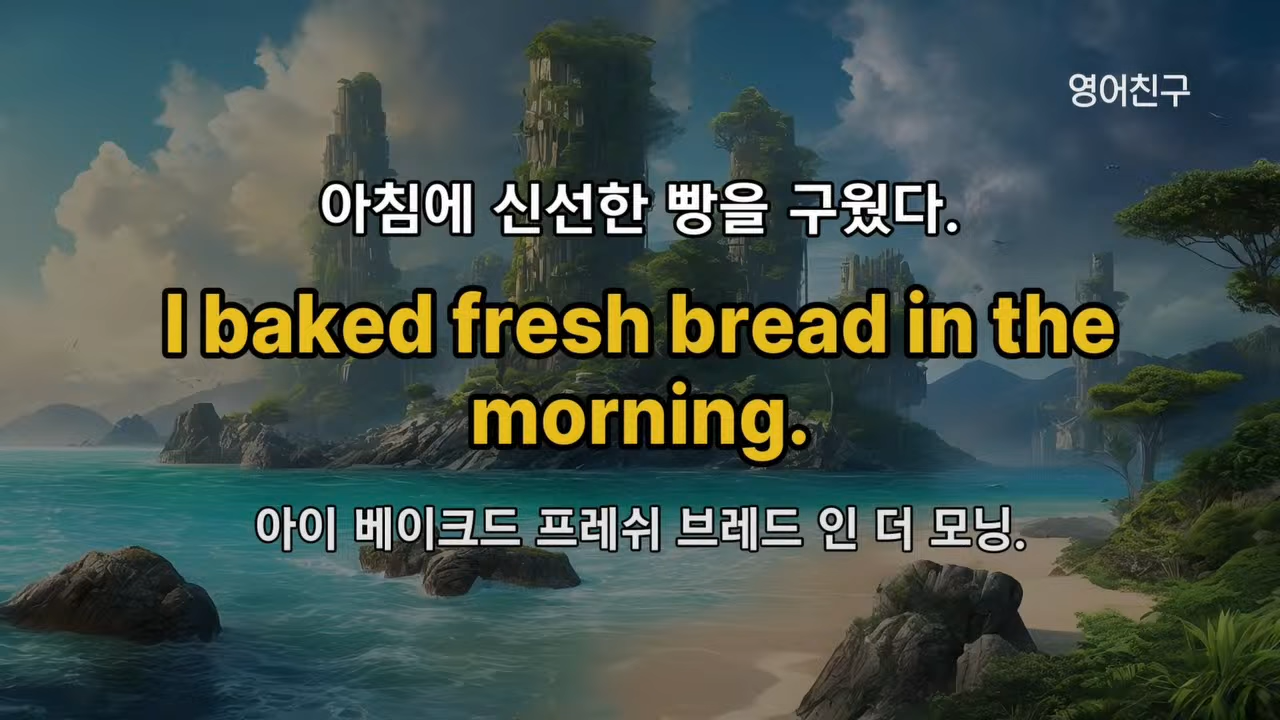 영어친구
아침에 신선한 빵을 구웠다.
I baked fresh bread in the
morning.
아이 베이크드 프레쉬 브레드 인 더 모닝.